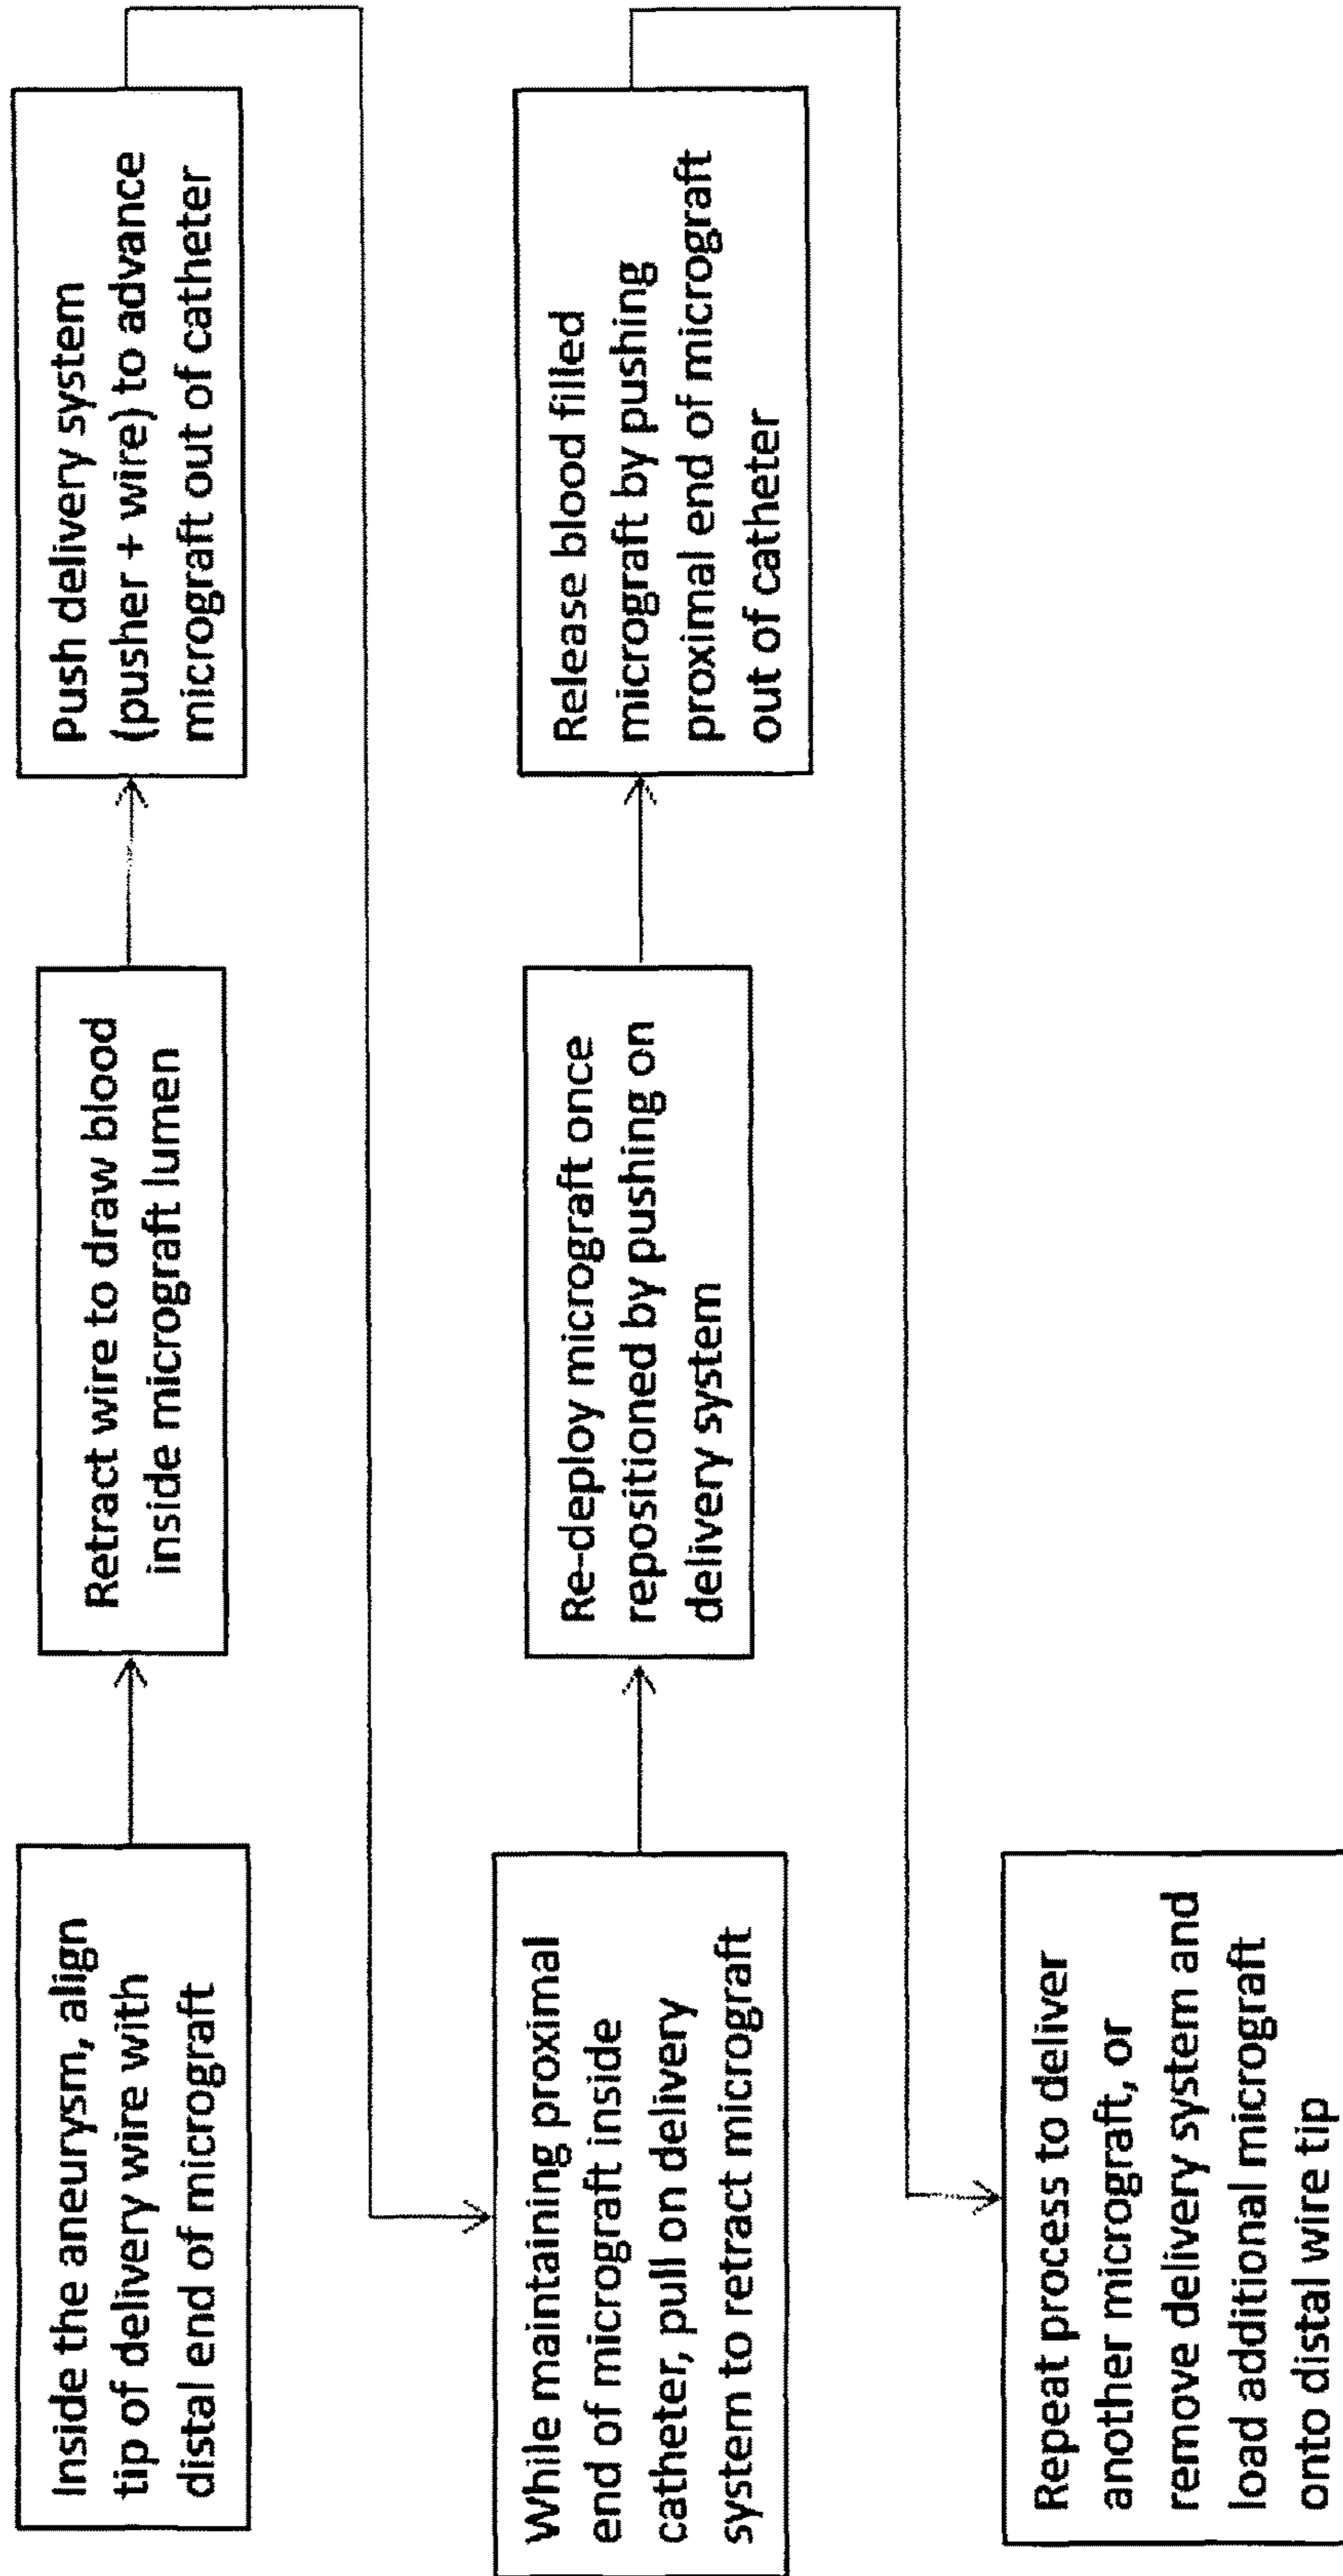 Inside the aneurysm, align
tip of delivery wire with
distal end of micrograft
Retract wire to draw blood
inside micrograft lumen
Push delivery system
(pusher + wire) to advance
micrograft out of catheter
While maintaining proximal
end of micrograft inside
catheter, pull on delivery
system to retract micrograft
Re-deploy micrograft once
repositioned by pushing on
delivery system
Release blood filled
micrograft by pushing
proximal end of micrograft
out of catheter
Repeat process to deliver
another micrograft, or
remove delivery system and
load additional micrograft
onto distal wire tip